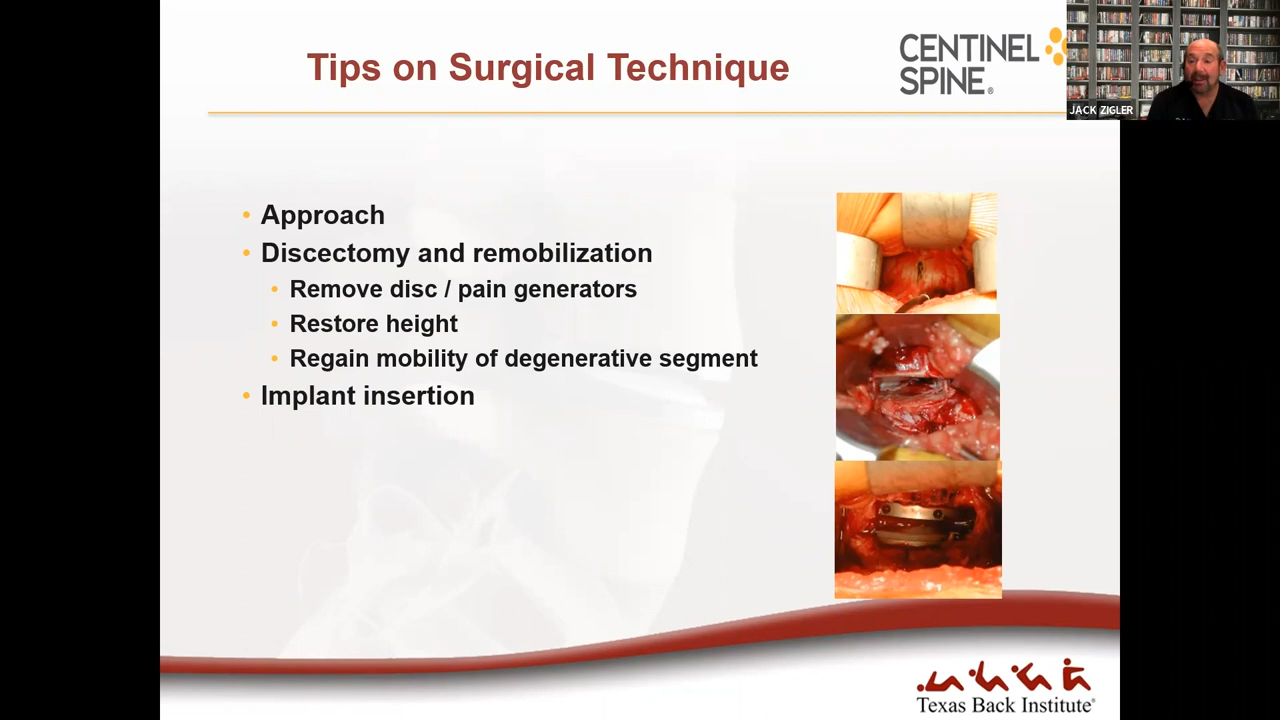 Tips on Surgical Technique
CENTINEL
SPINE®
JACK ZIGLER
• Approach
• Discectomy and remobilization
• Remove disc / pain generators
• Restore height
• Regain mobility of degenerative segment
• Implant insertion
Texas Back Institute®